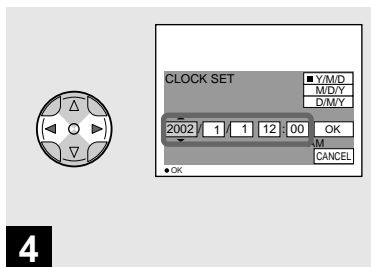 CLOCK SET
Y/M/D
M/D/Y
D/M/Y
2002 / 1 / 1 12 : 00 OK
AM
CANCEL
OK
4